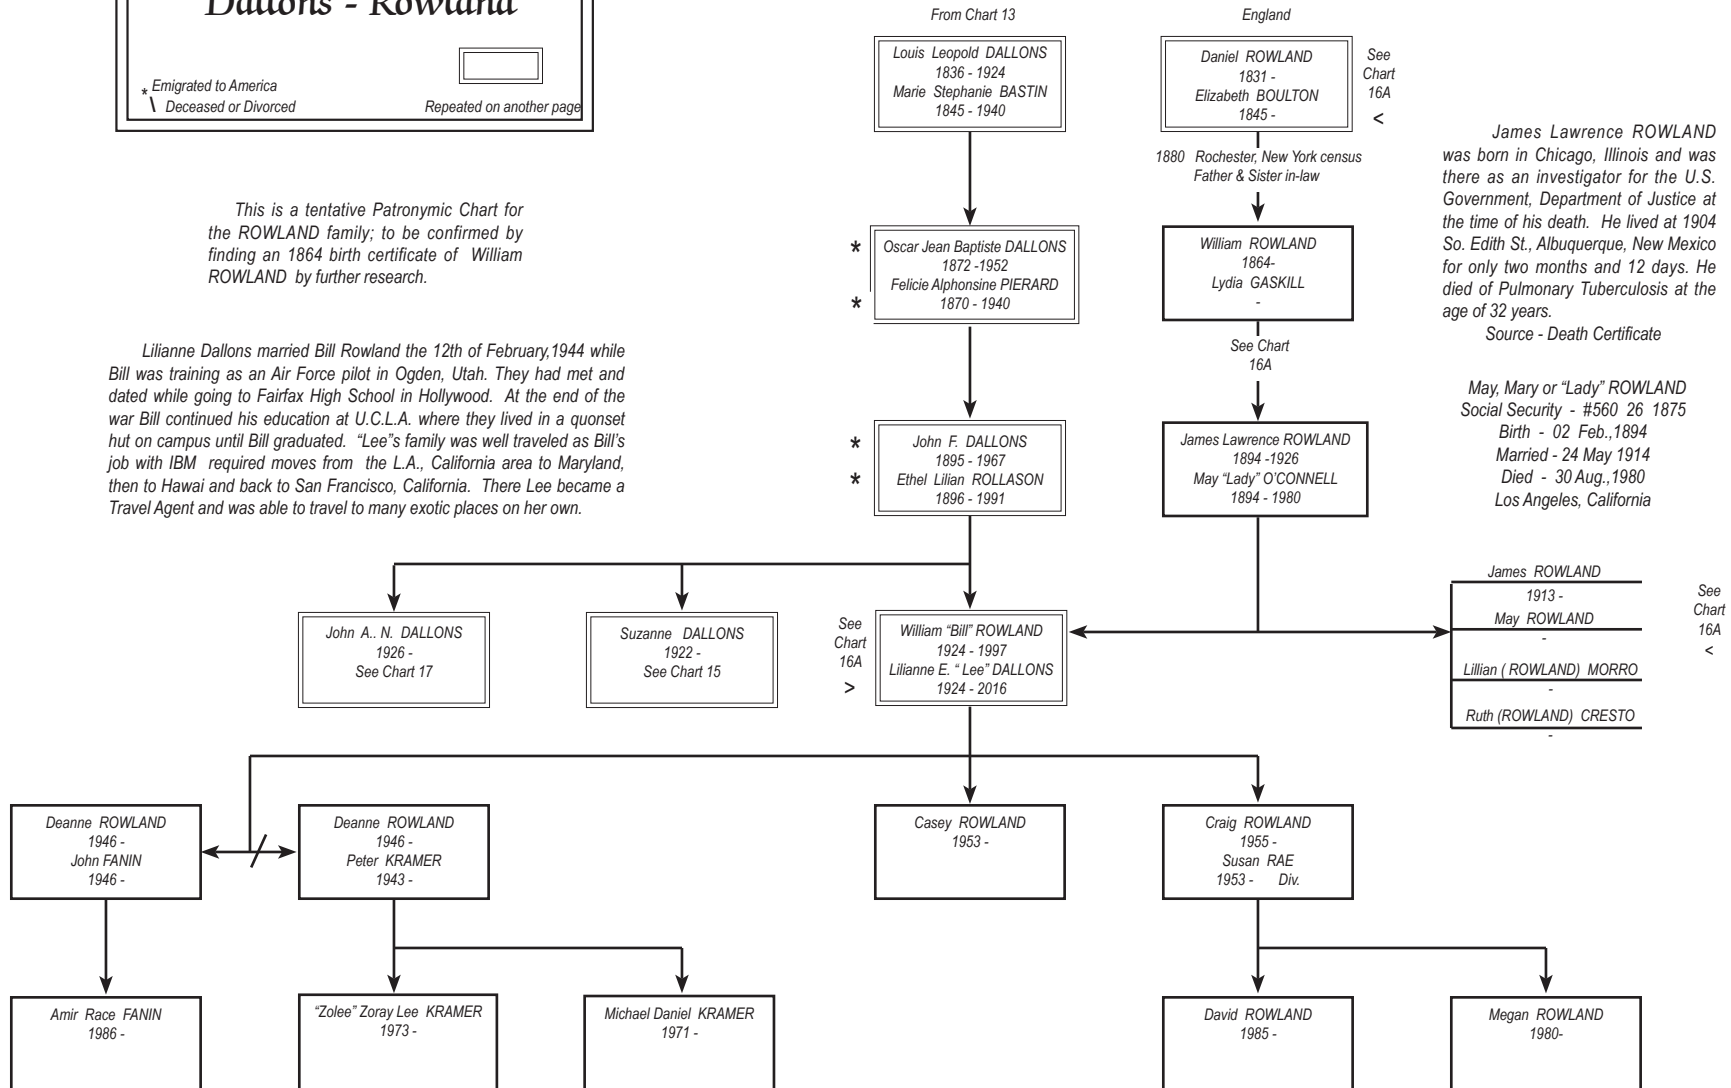 Dallons - Rowland
* Emigrated to America
\ Deceased or Divorced
Repeated on another page
From Chart 13
Louis Leopold DALLONS
1836 - 1924
Marie Stephanie BASTIN
1845 - 1940
England
Daniel ROWLAND
1831 -
Elizabeth BOULTON
1845 -
See
Chart
16A
<
1880 Rochester, New York census
Father & Sister in-law
James Lawrence ROWLAND
was born in Chicago, Illinois and was
there as an investigator for the U.S.
Government, Department of Justice at
the time of his death. He lived at 1904
So. Edith St., Albuquerque, New Mexico
for only two months and 12 days. He
died of Pulmonary Tuberculosis at the
age of 32 years.
Source - Death Certificate
This is a tentative Patronymic Chart for
the ROWLAND family; to be confirmed by
finding an 1864 birth certificate of William
ROWLAND by further research.
*
*
Oscar Jean Baptiste DALLONS
1872 -1952
Felicie Alphonsine PIERARD
1870 - 1940
William ROWLAND
1864-
Lydia GASKILL
-
See Chart
16A
Lilianne Dallons married Bill Rowland the 12th of February,1944 while
Bill was training as an Air Force pilot in Ogden, Utah. They had met and
dated while going to Fairfax High School in Hollywood. At the end of the
war Bill continued his education at U.C.L.A. where they lived in a quonset
hut on campus until Bill graduated. “Lee”s family was well traveled as Bill’s
job with IBM required moves from the L.A., California area to Maryland,
then to Hawai and back to San Francisco, California. There Lee became a
Travel Agent and was able to travel to many exotic places on her own.
*
*
John F. DALLONS
1895 - 1967
Ethel Lilian ROLLASON
1896 - 1991
James Lawrence ROWLAND
1894 -1926
May “Lady” O’CONNELL
1894 - 1980
May, Mary or “Lady” ROWLAND
Social Security - #560 26 1875
Birth - 02 Feb.,1894
Married - 24 May 1914
Died - 30 Aug.,1980
Los Angeles, California
John A.. N. DALLONS
1926 -
See Chart 17
Suzanne DALLONS
1922 -
See Chart 15
See
Chart
16A
>
William “Bill” ROWLAND
1924 - 1997
Lilianne E. “ Lee” DALLONS
1924 - 2016
James ROWLAND
1913 -
May ROWLAND
-
Lillian ( ROWLAND) MORRO
-
Ruth (ROWLAND) CRESTO
-
See
Chart
16A
<
Deanne ROWLAND
1946 -
John FANIN
1946 -
Deanne ROWLAND
1946 -
Peter KRAMER
1943 -
Casey ROWLAND
1953 -
Craig ROWLAND
1955 -
Susan RAE
1953 - Div.
Amir Race FANIN
1986 -
“Zolee” Zoray Lee KRAMER
1973 -
Michael Daniel KRAMER
1971 -
David ROWLAND
1985 -
Megan ROWLAND
1980-